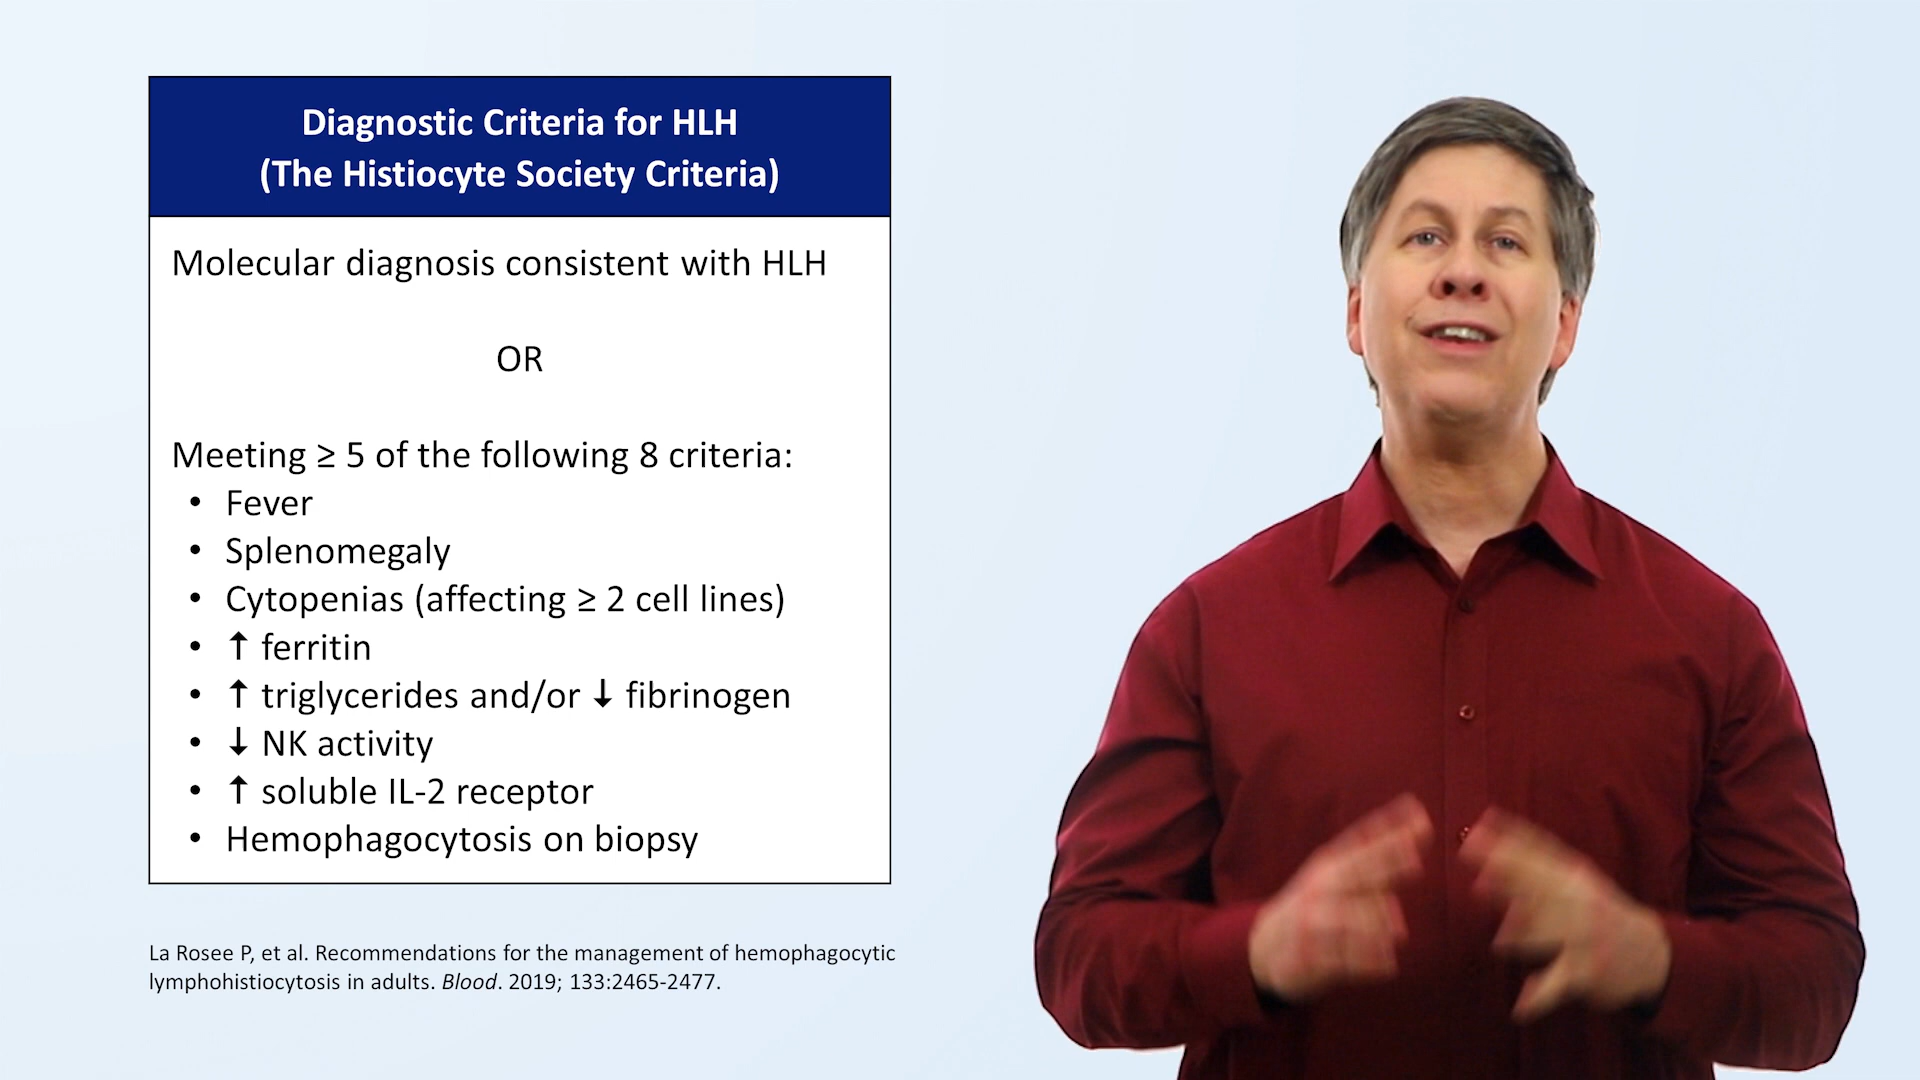 Diagnostic Criteria for HLH
(The Histiocyte Society Criteria)
Molecular diagnosis consistent with HLH
OR
Meeting ≥ 5 of the following 8 criteria:
• Fever
• Splenomegaly
• Cytopenias (affecting ≥ 2 cell lines)
• ↑ ferritin
• ↑ triglycerides and/or ↓ fibrinogen
• ↓ NK activity
• ↑ soluble IL-2 receptor
• Hemophagocytosis on biopsy
La Rosee P, et al. Recommendations for the management of hemophagocytic
lymphohistiocytosis in adults. Blood. 2019; 133:2465-2477.